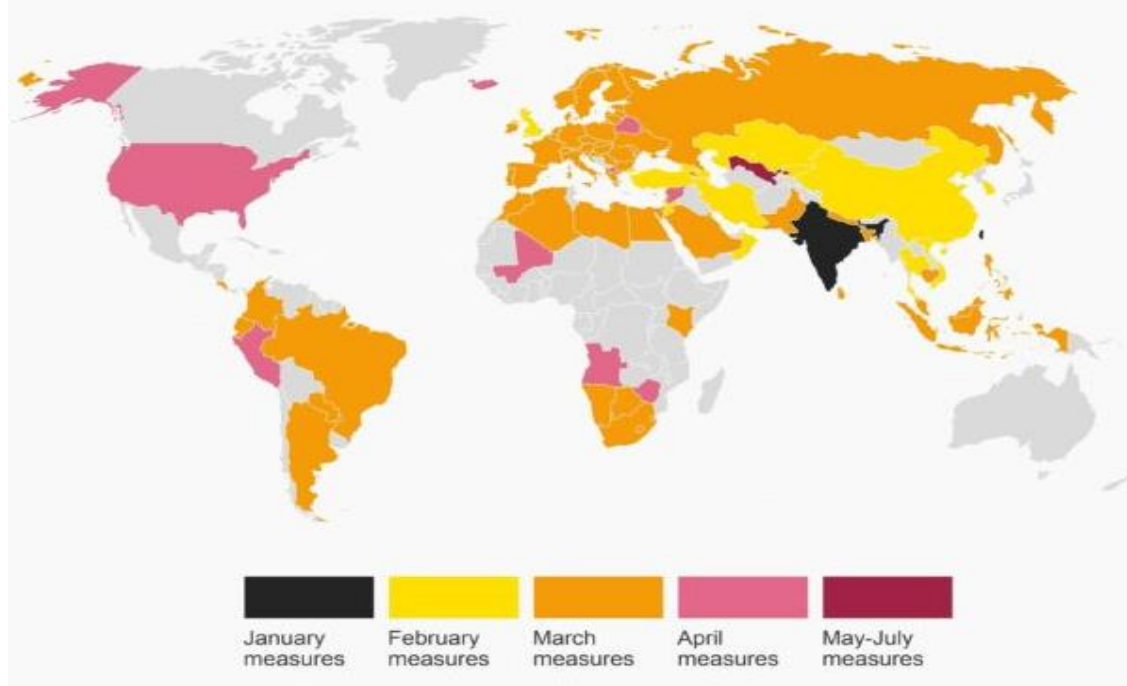 January
measures
February
measures
March
measures
April
measures
May-July
measures